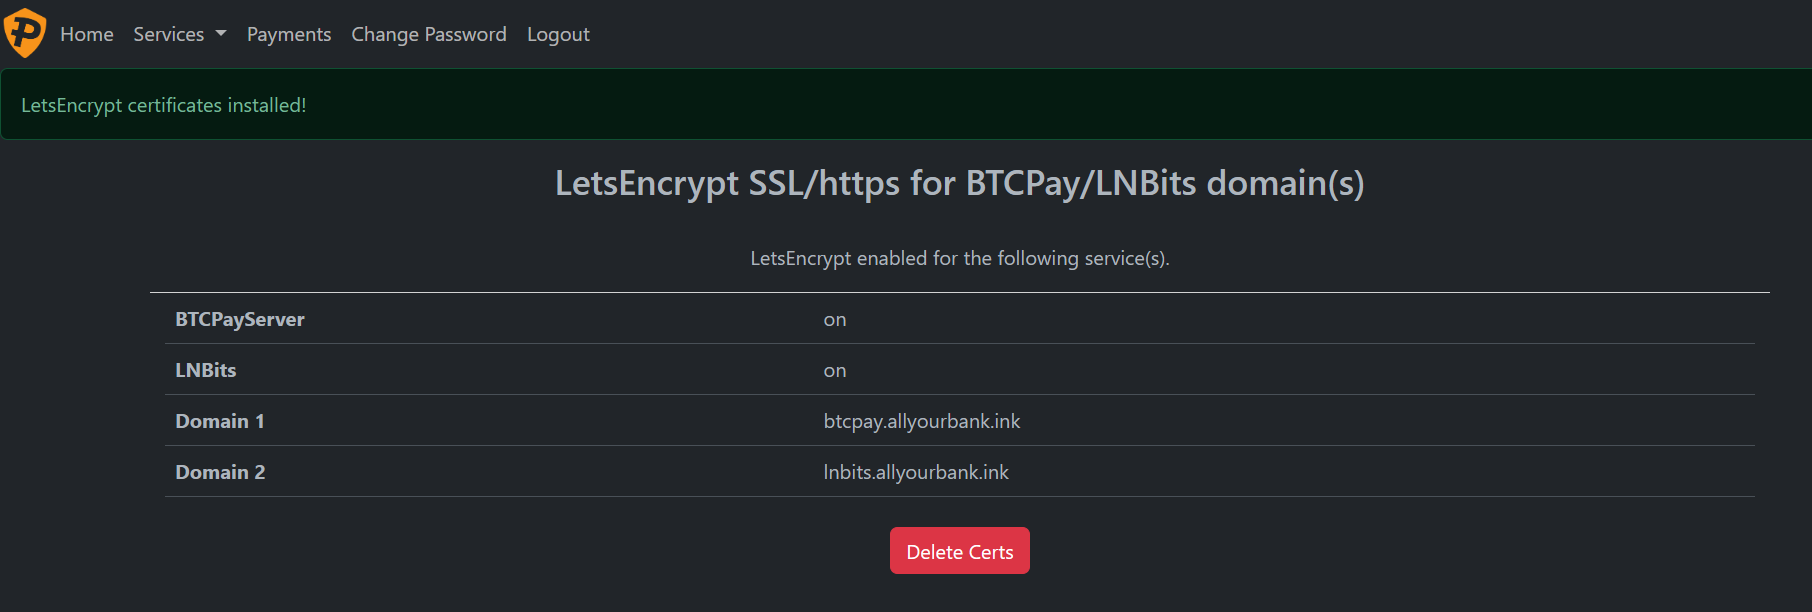 Home Services Payments Change Password Logout
LetsEncrypt certificates installed!
LetsEncrypt SSL/https for BTCPay/LNBits domain(s)
LetsEncrypt enabled for the following service(s).
BTCPayServer on
LNBits on
Domain 1 btcpay.allyourbank.ink
Domain 2 lnbits.allyourbank.ink
Delete Certs